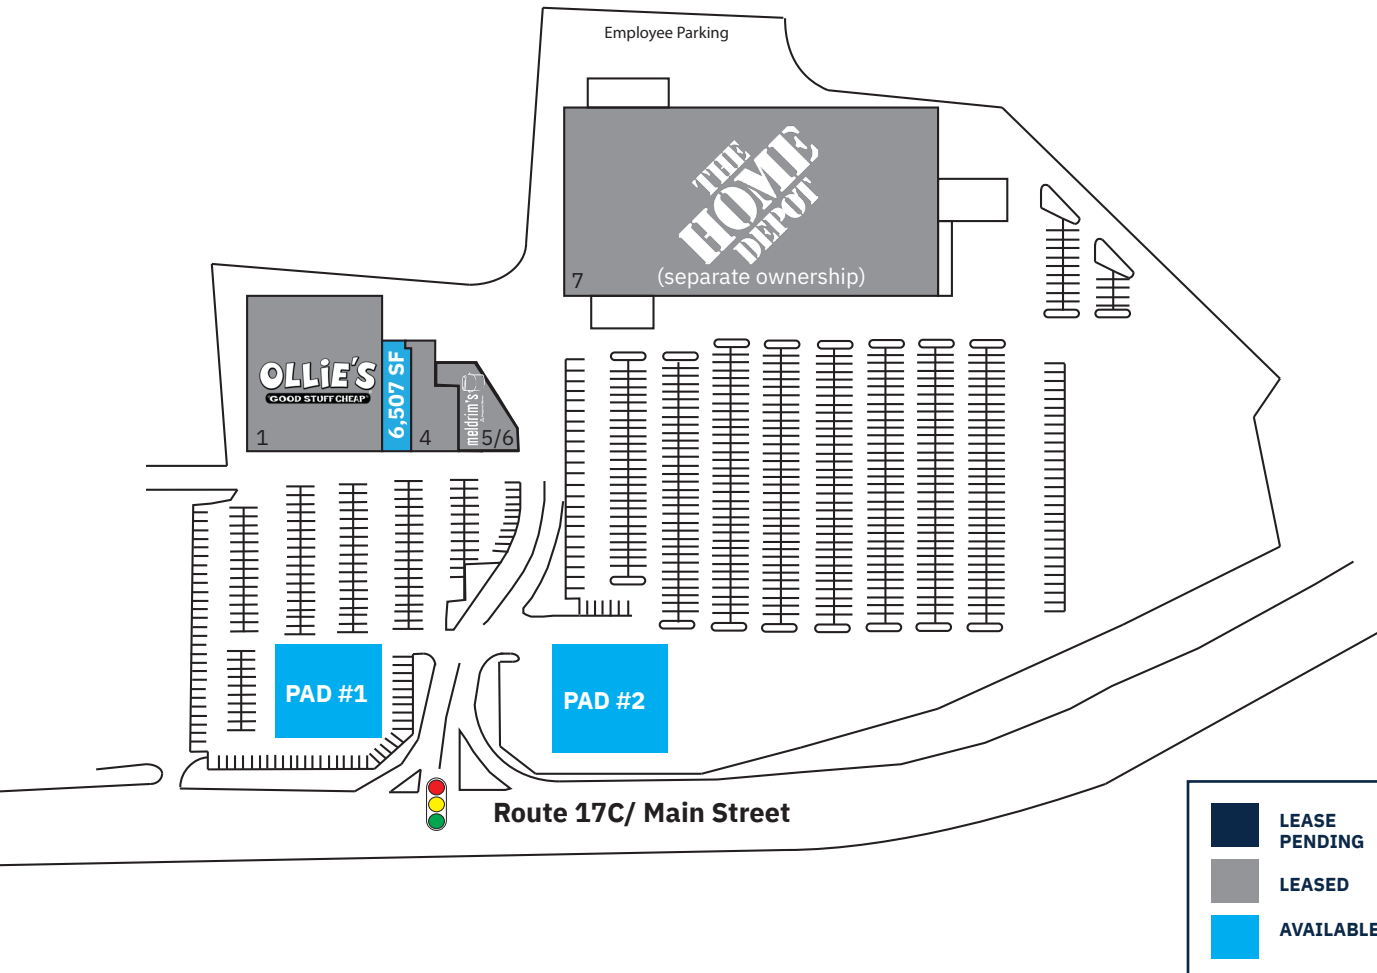 Employee Parking
THE
HOME
DEPOT
(separate ownership)
7
OLLiE'S
GOOD STUFF CHEAP
1
6,507 SF
4
meldrim's
5/6
PAD #1
PAD #2
Route 17C/ Main Street
LEASE
PENDING
LEASED
AVAILABLE